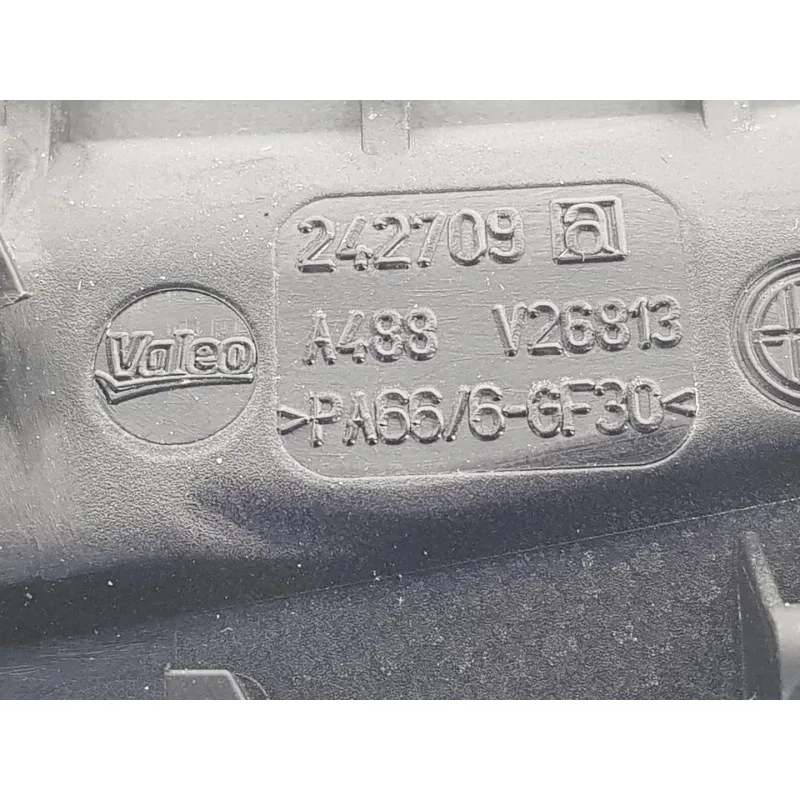 242709 a
Valeo
A488 V26813
>PA66/6-GF30<